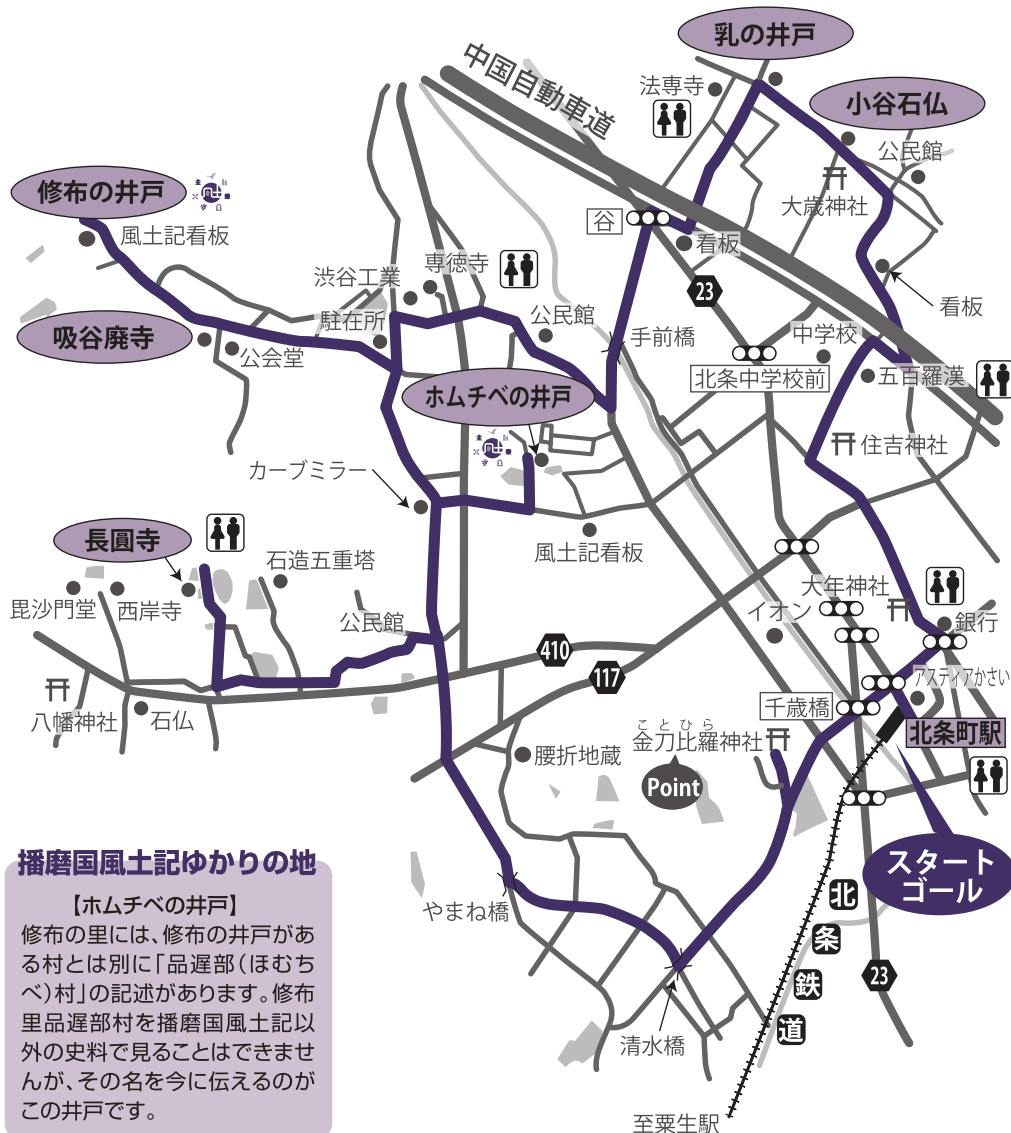 乳の井戸
中国自動車道
法専寺
小谷石仏
公民館
大歳神社
修布の井戸
風土記看板
谷
看板
専徳寺
渋谷工業
23
看板
公民館
駐在所
吸谷廃寺
公会堂
手前橋
中学校
北条中学校前
五百羅漢
ホムチベの井戸
住吉神社
カーブミラー
長圓寺
風土記看板
石造五重塔
毘沙門堂
西岸寺
大年神社
イオン
公民館
銀行
410
117
アスティアかさい
八幡神社
石仏
千歳橋
北条町駅
ことひら
金刀比羅神社
腰折地蔵
Point
スタート
ゴール
やまね橋
北条鉄道
23
清水橋
至粟生駅
播磨国風土記ゆかりの地
【ホムチベの井戸】
修布の里には、修布の井戸があ
る村とは別に「品遅部(ほむち
べ)村」の記述があります。修布
里品遅部村を播磨国風土記以
外の史料で見ることはできませ
んが、その名を今に伝えるのが
この井戸です。